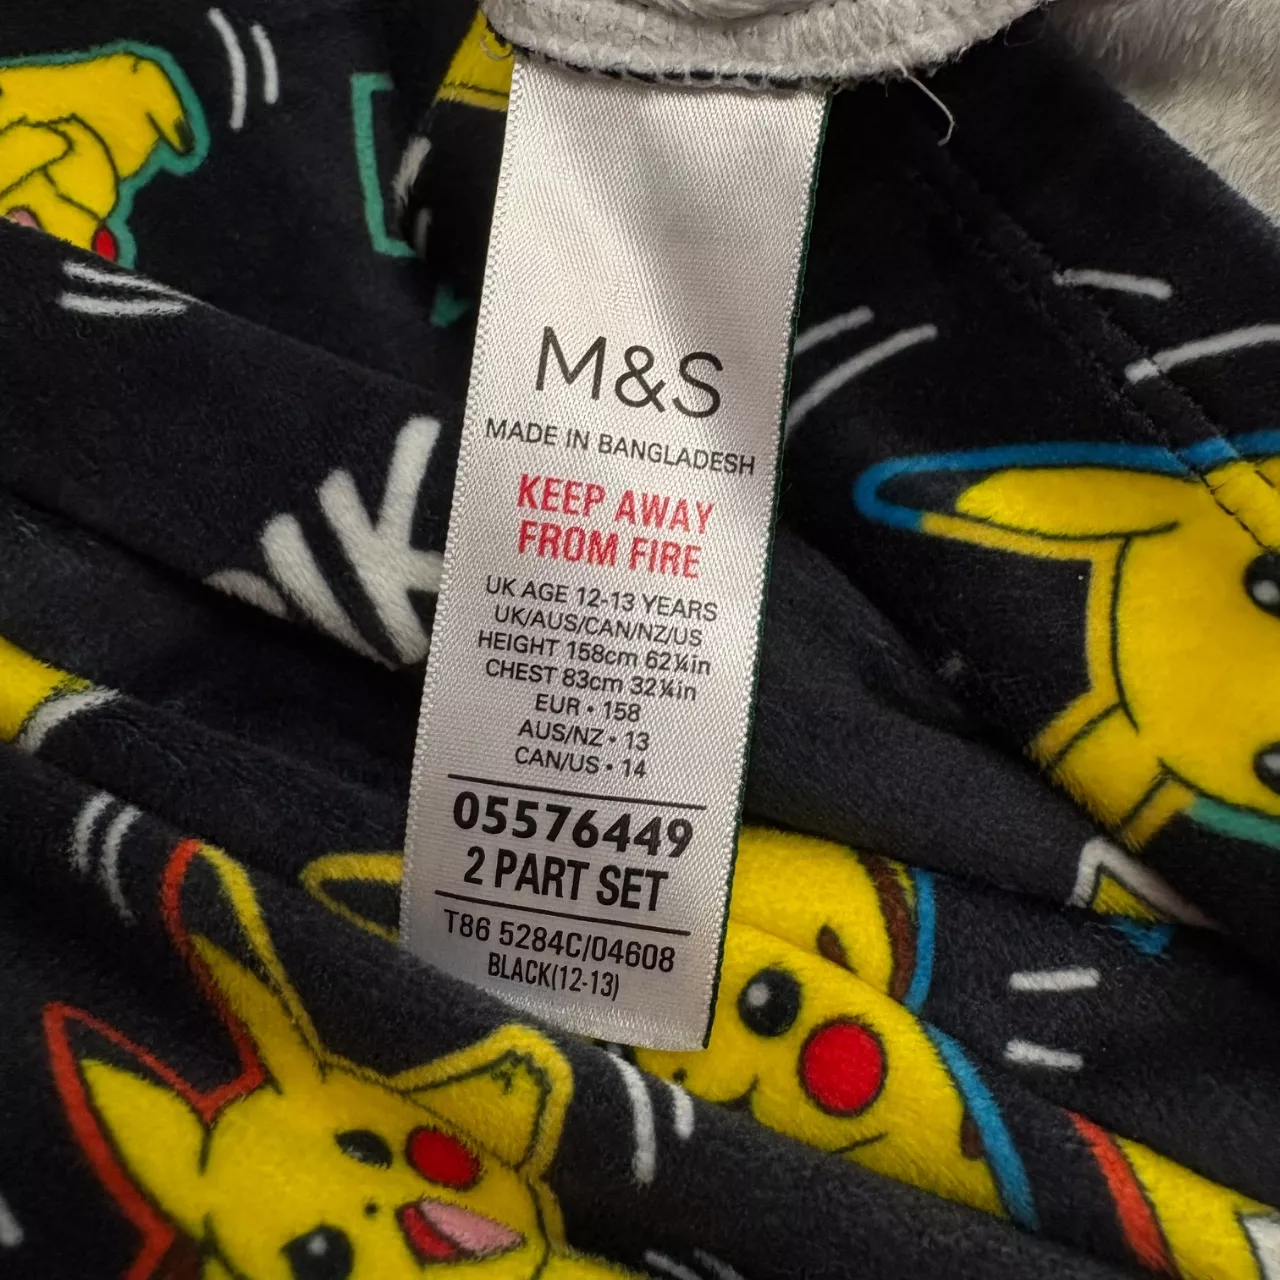 M&S
MADE IN BANGLADESH
KEEP AWAY
FROM FIRE
UK AGE 12-13 YEARS
UK/AUS/CAN/NZ/US
HEIGHT 158cm 62¼in
CHEST 83cm 32¼in
EUR • 158
AUS/NZ • 13
CAN/US • 14
05576449
2 PART SET
T86 5284C/04608
BLACK(12-13)